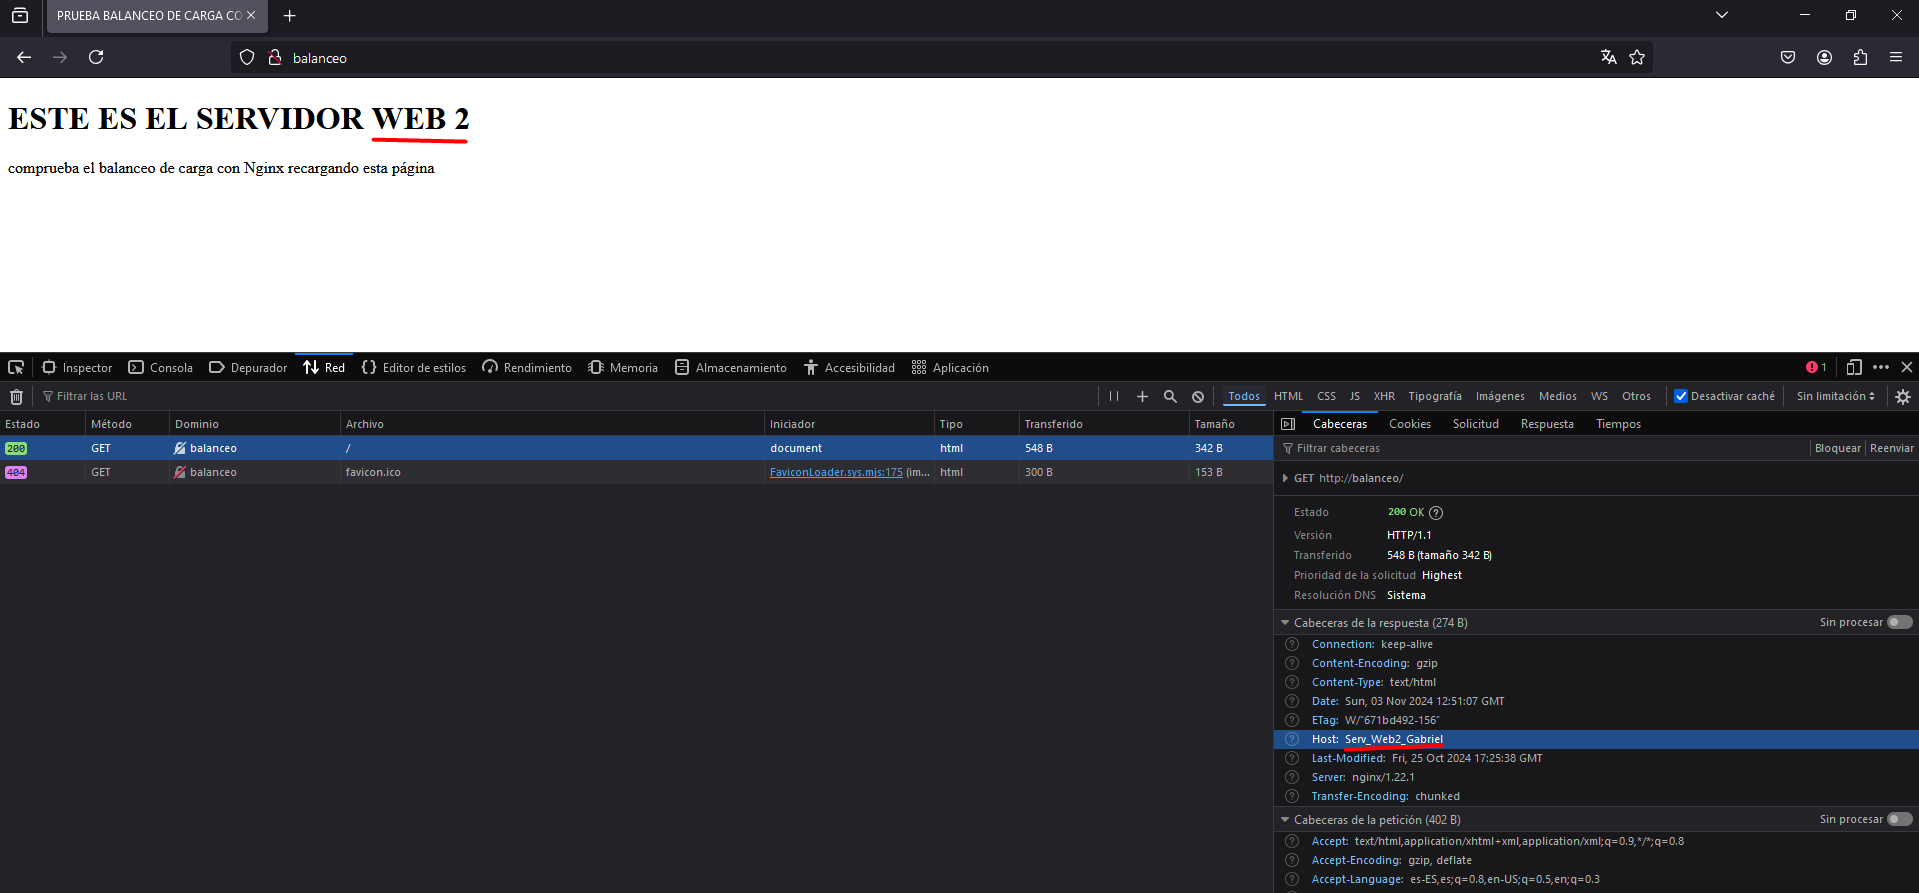 PRUEBA BALANCEO DE CARGA CO
balanceo
ESTE ES EL SERVIDOR WEB 2
comprueba el balanceo de carga con Nginx recargando esta página
Inspector Consola Depurador Red Editor de estilos Rendimiento Memoria Almacenamiento Accesibilidad Aplicación 1
Filtrar las URL Todos HTML CSS JS XHR Tipografía Imágenes Medios WS Otros Desactivar caché Sin limitación
Estado Método Dominio Archivo Iniciador Tipo Transferido Tamaño
200 GET balanceo / document html 548 B 342 B
404 GET balanceo favicon.ico FaviconLoader.sys.mjs:175 (im... html 300 B 153 B
Cabeceras Cookies Solicitud Respuesta Tiempos
Filtrar cabeceras Bloquear Reenviar
GET http://balanceo/
Estado 200 OK
Versión HTTP/1.1
Transferido 548 B (tamaño 342 B)
Prioridad de la solicitud Highest
Resolución DNS Sistema
Cabeceras de la respuesta (274 B) Sin procesar
Connection: keep-alive
Content-Encoding: gzip
Content-Type: text/html
Date: Sun, 03 Nov 2024 12:51:07 GMT
ETag: W/"671bd492-156"
Host: Serv_Web2_Gabriel
Last-Modified: Fri, 25 Oct 2024 17:25:38 GMT
Server: nginx/1.22.1
Transfer-Encoding: chunked
Cabeceras de la petición (402 B) Sin procesar
Accept: text/html,application/xhtml+xml,application/xml;q=0.9,*/*;q=0.8
Accept-Encoding: gzip, deflate
Accept-Language: es-ES,es;q=0.8,en-US;q=0.5,en;q=0.3